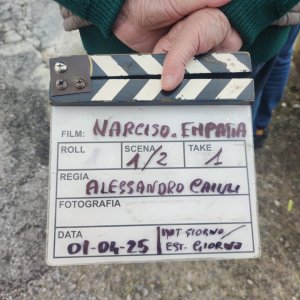 FILM: NARCISO. EMPATIA
ROLL SCENA 1/2 TAKE 1
REGIA ALESSANDRO CAIULI
FOTOGRAFIA
DATA 01-04-25 INT GIORNO/
EST. GIORNO